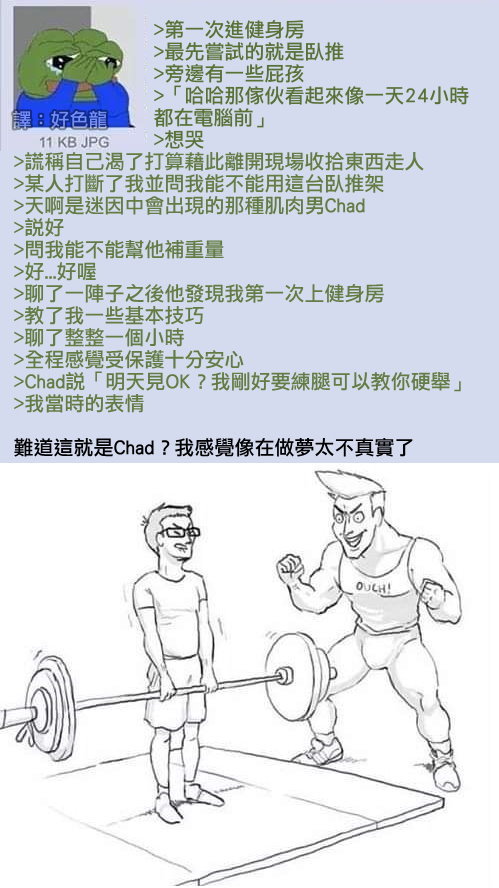 >第一次進健身房
>最先嘗試的就是臥推
>旁邊有一些屁孩
>「哈哈那傢伙看起來像一天24小時
都在電腦前」
譯：好色龍
11 KB JPG
>想哭
>謊稱自己渴了打算藉此離開現場收拾東西走人
>某人打斷了我並問我能不能用這台臥推架
>天啊是迷因中會出現的那種肌肉男Chad
>說好
>問我能不能幫他補重量
>好...好喔
>聊了一陣子之後他發現我第一次上健身房
>教了我一些基本技巧
>聊了整整一個小時
>全程感覺受保護十分安心
>Chad說「明天見OK？我剛好要練腿可以教你硬舉」
>我當時的表情
難道這就是Chad？我感覺像在做夢太不真實了
OUCH!